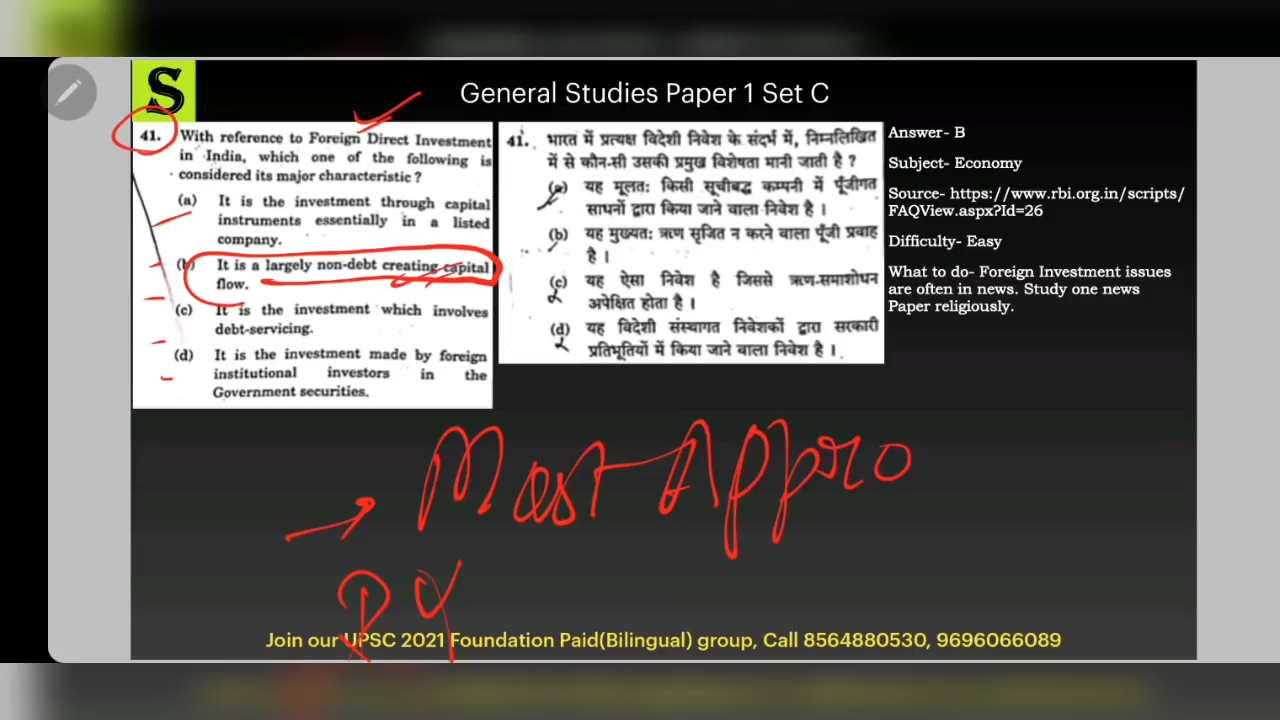 S
General Studies Paper 1 Set C
41. With reference to Foreign Direct Investment
in India, which one of the following is
considered its major characteristic ?
(a) It is the investment through capital
instruments essentially in a listed
company.
(b) It is a largely non-debt creating capital
flow.
(c) It is the investment which involves
debt-servicing.
(d) It is the investment made by foreign
institutional investors in the
Government securities.
41. भारत में प्रत्यक्ष विदेशी निवेश के संदर्भ में, निम्नलिखित
में से कौन-सी उसकी प्रमुख विशेषता मानी जाती है ?
(a) यह मूलत: किसी सूचीबद्ध कम्पनी में पूँजीगत
साधनों द्वारा किया जाने वाला निवेश है ।
(b) यह मुख्यत: ऋण सृजित न करने वाला पूँजी प्रवाह
है ।
(c) यह ऐसा निवेश है जिससे ऋण-समाशोधन
अपेक्षित होता है ।
(d) यह विदेशी संस्थागत निवेशकों द्वारा सरकारी
प्रतिभूतियों में किया जाने वाला निवेश है ।
Answer- B
Subject- Economy
Source- https://www.rbi.org.in/scripts/
FAQView.aspx?Id=26
Difficulty- Easy
What to do- Foreign Investment issues
are often in news. Study one news
Paper religiously.
Most Appro
Join our UPSC 2021 Foundation Paid(Bilingual) group, Call 8564880530, 9696066089